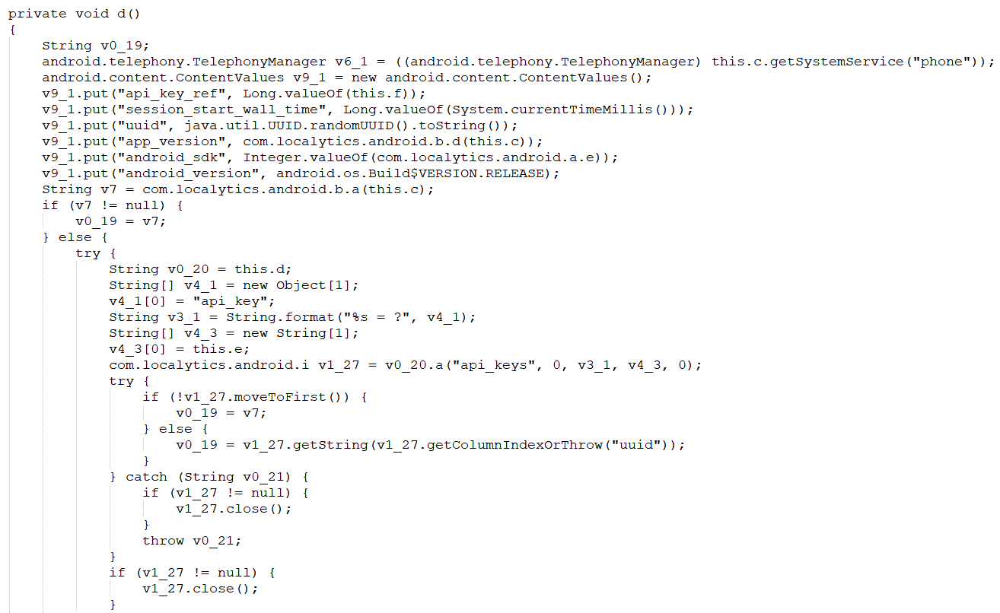 private void d()
{
    String v0_19;
    android.telephony.TelephonyManager v6_1 = ((android.telephony.TelephonyManager) this.c.getSystemService("phone"));
    android.content.ContentValues v9_1 = new android.content.ContentValues();
    v9_1.put("api_key_ref", Long.valueOf(this.f));
    v9_1.put("session_start_wall_time", Long.valueOf(System.currentTimeMillis()));
    v9_1.put("uuid", java.util.UUID.randomUUID().toString());
    v9_1.put("app_version", com.localytics.android.b.d(this.c));
    v9_1.put("android_sdk", Integer.valueOf(com.localytics.android.a.e));
    v9_1.put("android_version", android.os.Build$VERSION.RELEASE);
    String v7 = com.localytics.android.b.a(this.c);
    if (v7 != null) {
        v0_19 = v7;
    } else {
        try {
            String v0_20 = this.d;
            String[] v4_1 = new Object[1];
            v4_1[0] = "api_key";
            String v3_1 = String.format("%s = ?", v4_1);
            String[] v4_3 = new String[1];
            v4_3[0] = this.e;
            com.localytics.android.i v1_27 = v0_20.a("api_keys", 0, v3_1, v4_3, 0);
            try {
                if (!v1_27.moveToFirst()) {
                    v0_19 = v7;
                } else {
                    v0_19 = v1_27.getString(v1_27.getColumnIndexOrThrow("uuid"));
                }
            } catch (String v0_21) {
                if (v1_27 != null) {
                    v1_27.close();
                }
                throw v0_21;
            }
            if (v1_27 != null) {
                v1_27.close();
            }